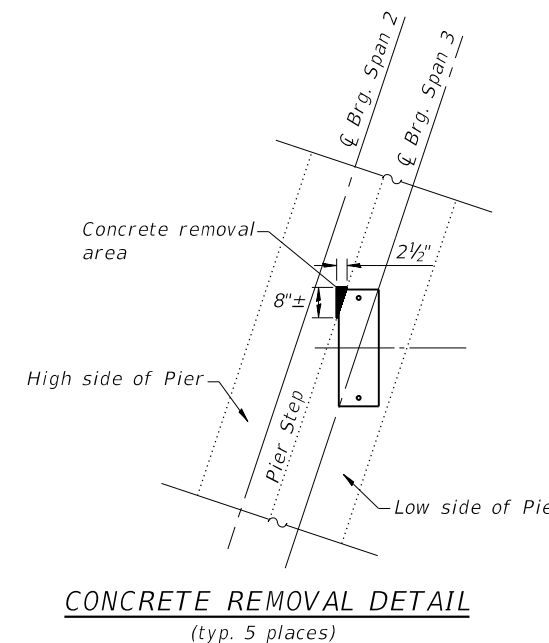 ℄ Brg. Span 2
℄ Brg. Span 3
Concrete removal
area
2½"
8"±
High side of Pier
Pier Step
Low side of Pie
CONCRETE REMOVAL DETAIL
(typ. 5 places)